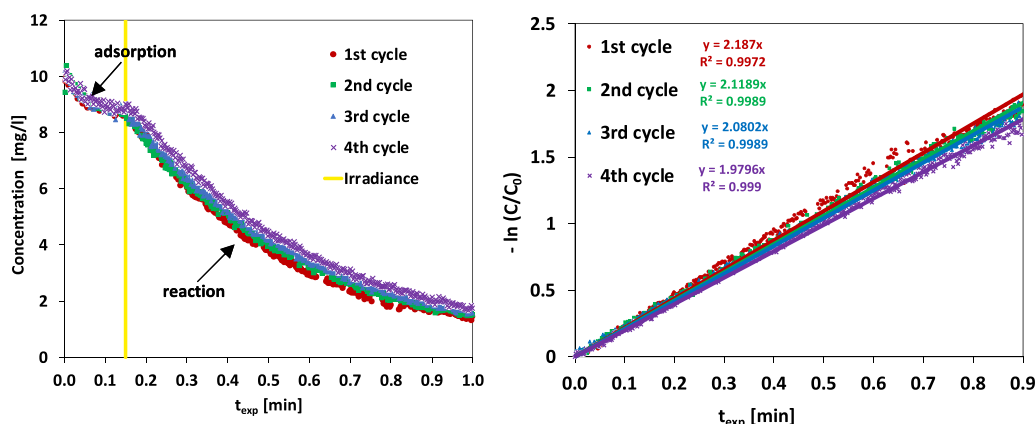 12
10
8
6
4
2
0
Concentration [mg/l]
adsorption
reaction
1st cycle
2nd cycle
3rd cycle
4th cycle
Irradiance
0.0 0.1 0.2 0.3 0.4 0.5 0.6 0.7 0.8 0.9 1.0
t_exp [min]
2.5
2
1.5
1
0.5
0
- ln (C/C₀)
1st cycle
y = 2.187x
R² = 0.9972
2nd cycle
y = 2.1189x
R² = 0.9989
3rd cycle
y = 2.0802x
R² = 0.9989
4th cycle
y = 1.9796x
R² = 0.999
0.0 0.1 0.2 0.3 0.4 0.5 0.6 0.7 0.8 0.9
t_exp [min]